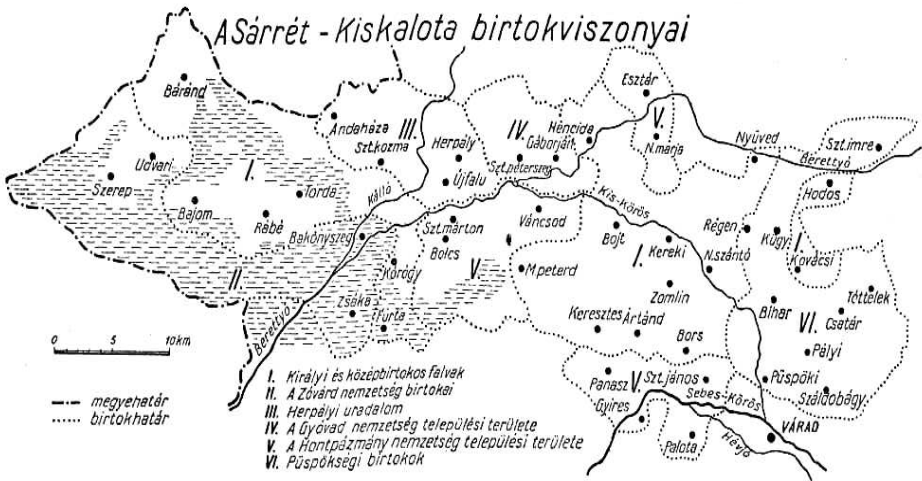 A Sárrét - Kiskalota birtokviszonyai
Báránd
Esztár
Andaháza
Szt.kozma
III.
Herpály
IV.
Hencida
Gáborján
Szt.péterszeg
V.
N.marja
Nyüved
Berettyó
Szt.imre
Udvari
Szerep
I.
Torda
Bajom
Rábé
Kálló
Újfalu
Hodos
Kis-Körös
Bakonyszeg
Szt.márton
Bolcs
Váncsod
Bojt
Régen
Kügy
I.
Kovácsi
Kereki
I.
N.szántó
II.
Körögy
V.
M.peterd
Zomlin
Bihar
Tóttelek
VI.
Csatár
Zsáka
Furta
Keresztes
Ártánd
Bors
Pályi
Berettyó
0 5 10km
Panasz
V.
Szt.jános
Sebes-Körös
Püspöki
Száldobágy
Gyires
VÁRAD
Palota
Hévjó
megyehatár
birtokhatár
I. Királyi és középbirtokos falvak
II. A Zóvárd nemzetség birtokai
III. Herpályi uradalom
IV. A Gyovad nemzetség települési területe
V. A Hontpázmány nemzetség települési területe
VI. Püspökségi birtokok